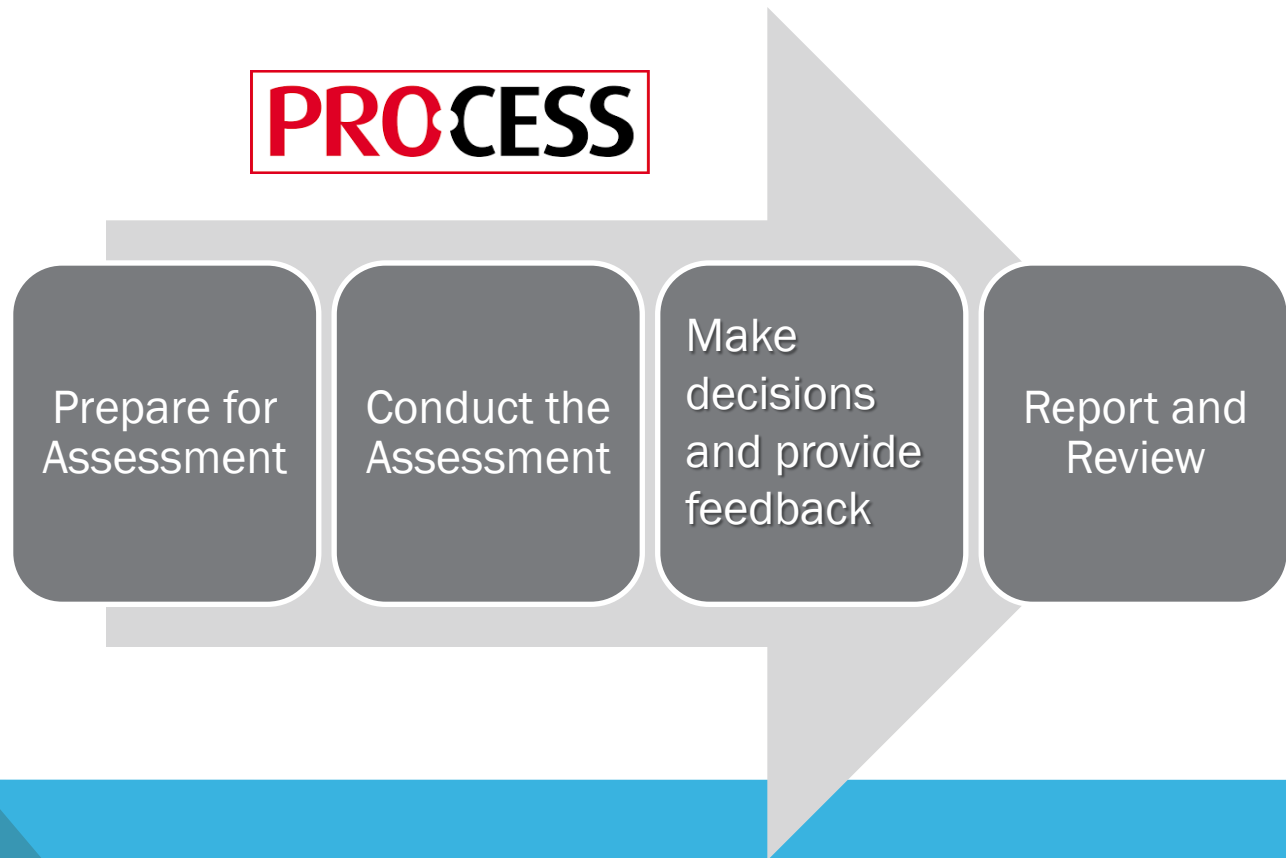 PROCESS
Prepare for
Assessment
Conduct the
Assessment
Make
decisions
and provide
feedback
Report and
Review